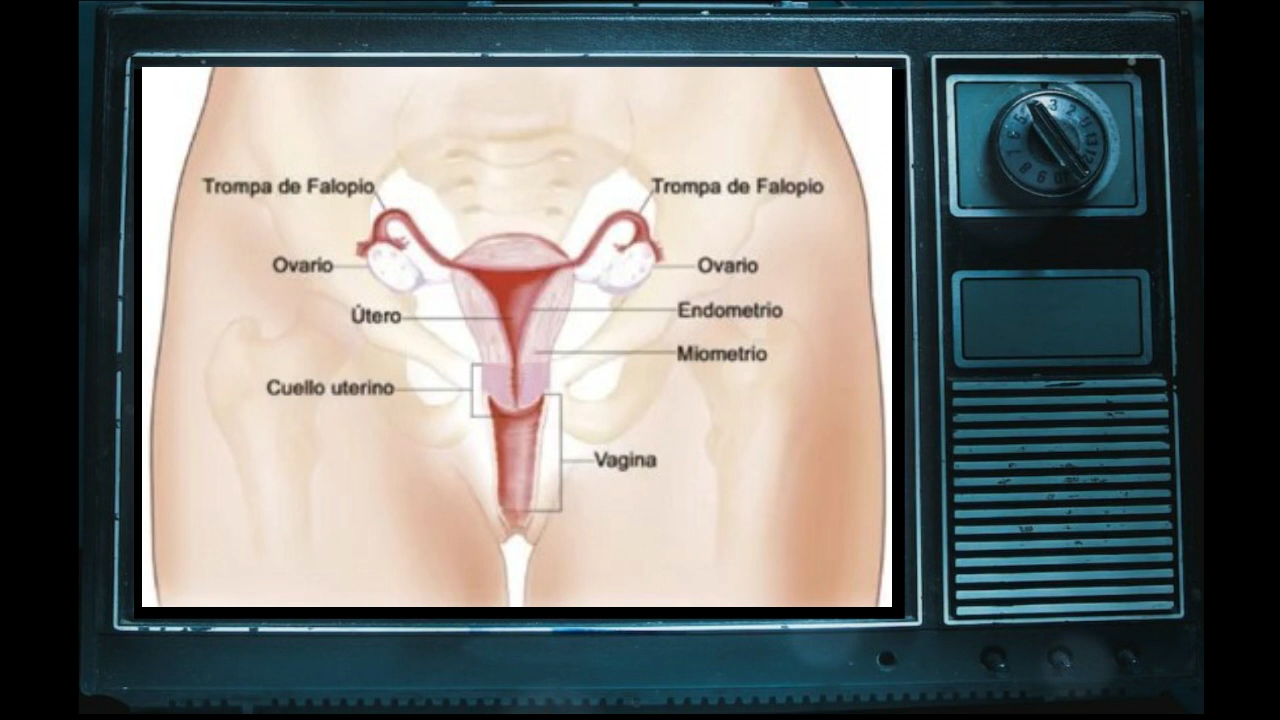 Trompa de Falopio
Trompa de Falopio
Ovario
Ovario
Útero
Endometrio
Miometrio
Cuello uterino
Vagina